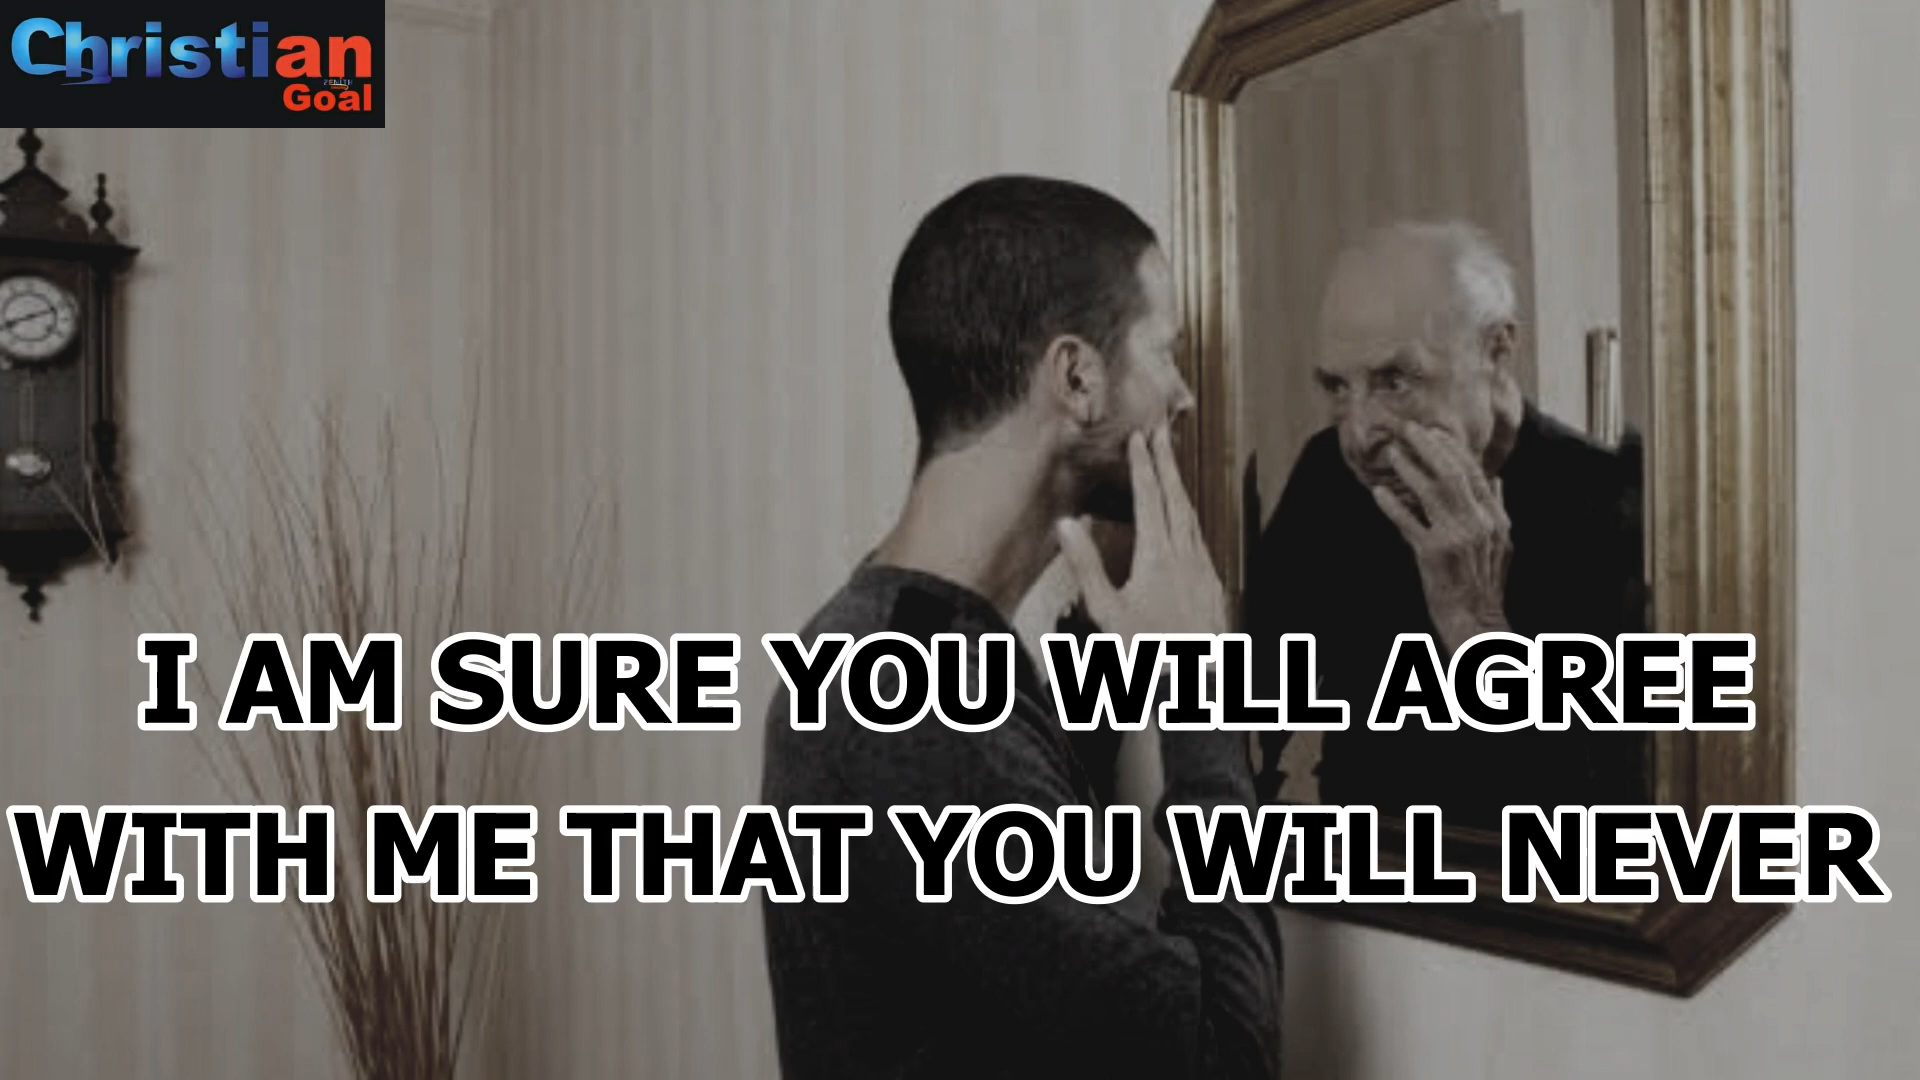 Christian
Goal
I AM SURE YOU WILL AGREE
WITH ME THAT YOU WILL NEVER